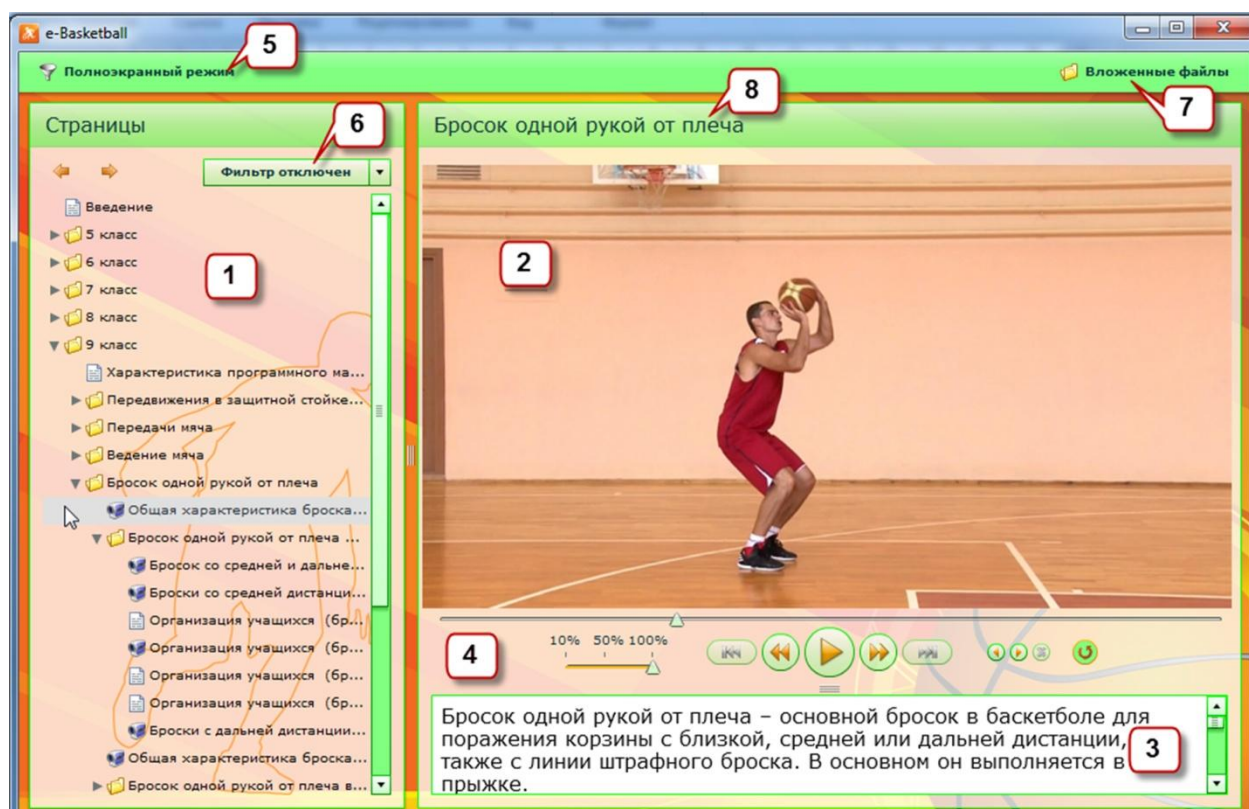 e-Basketball
5
Полноэкранный режим
Вложенные файлы
8
7
Страницы
6
Бросок одной рукой от плеча
Фильтр отключен
Введение
5 класс
6 класс
7 класс
8 класс
9 класс
1
2
Характеристика программного ма...
Передвижения в защитной стойке...
Передачи мяча
Ведение мяча
Бросок одной рукой от плеча
Общая характеристика броска...
Бросок одной рукой от плеча ...
Бросок со средней и дальне...
Броски со средней дистанци...
Организация учащихся (бр...
Организация учащихся (бр...
Организация учащихся (бр...
Организация учащихся (бр...
Броски с дальней дистанции...
Общая характеристика броска...
Бросок одной рукой от плеча в...
4
10% 50% 100%
Бросок одной рукой от плеча – основной бросок в баскетболе для
поражения корзины с близкой, средней или дальней дистанции,
также с линии штрафного броска. В основном он выполняется в
прыжке.
3